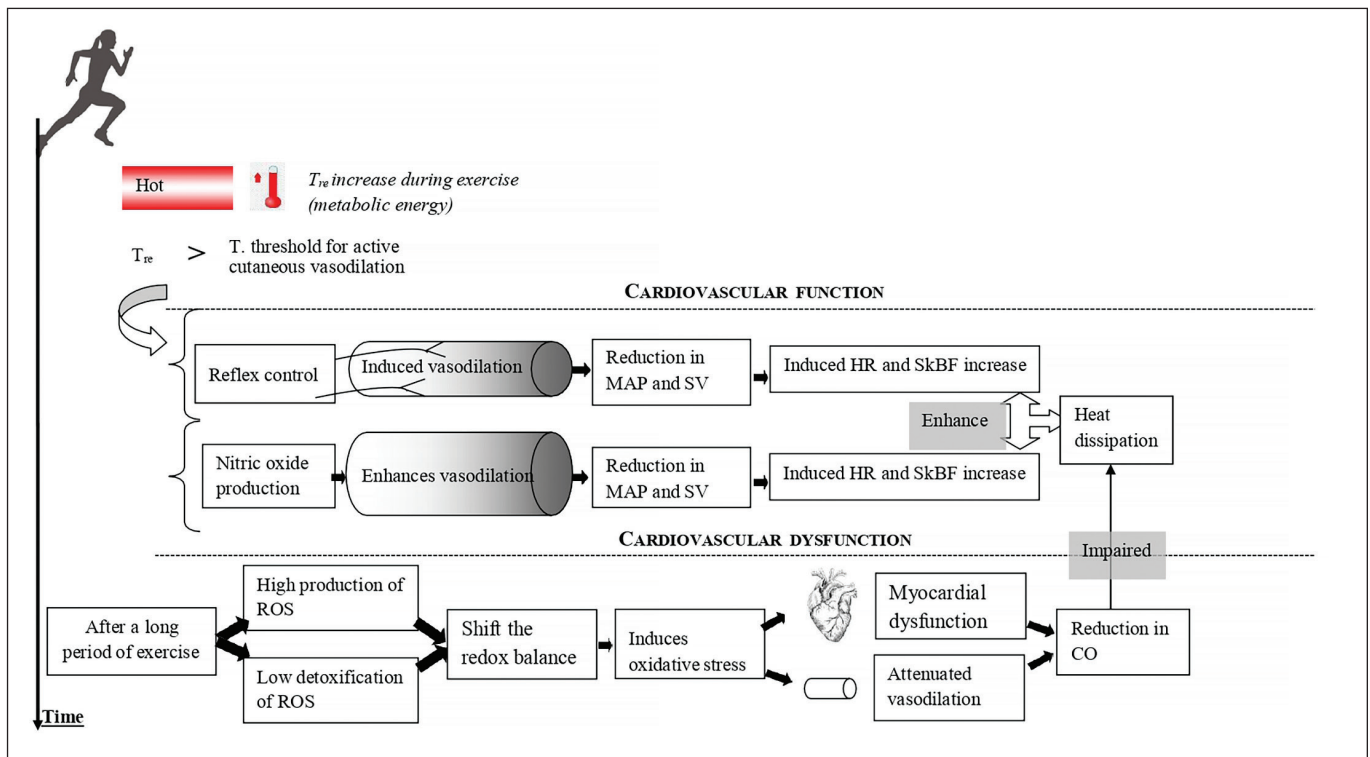 Hot
Tre increase during exercise
(metabolic energy)
Tre > T. threshold for active
cutaneous vasodilation
CARDIOVASCULAR FUNCTION
Reflex control
Induced vasodilation
Reduction in
MAP and SV
Induced HR and SkBF increase
Enhance
Heat
dissipation
Nitric oxide
production
Enhances vasodilation
Reduction in
MAP and SV
Induced HR and SkBF increase
CARDIOVASCULAR DYSFUNCTION
Impaired
After a long
period of exercise
High production of
ROS
Low detoxification
of ROS
Shift the
redox balance
Induces
oxidative stress
Myocardial
dysfunction
Attenuated
vasodilation
Reduction in
CO
Time